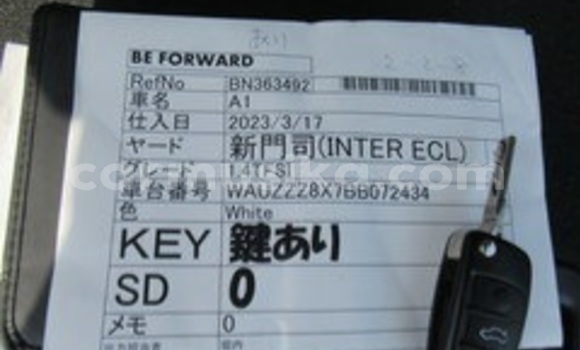 あり
BE FORWARD
RefNo BN363492
車名 A1
仕入日 2023/3/17
ヤード 新門司(INTER ECL)
グレード 1.4TFSI
車台番号 WAUZZZ8X7BB072434
色 White
KEY 鍵あり
SD 0
メモ 0